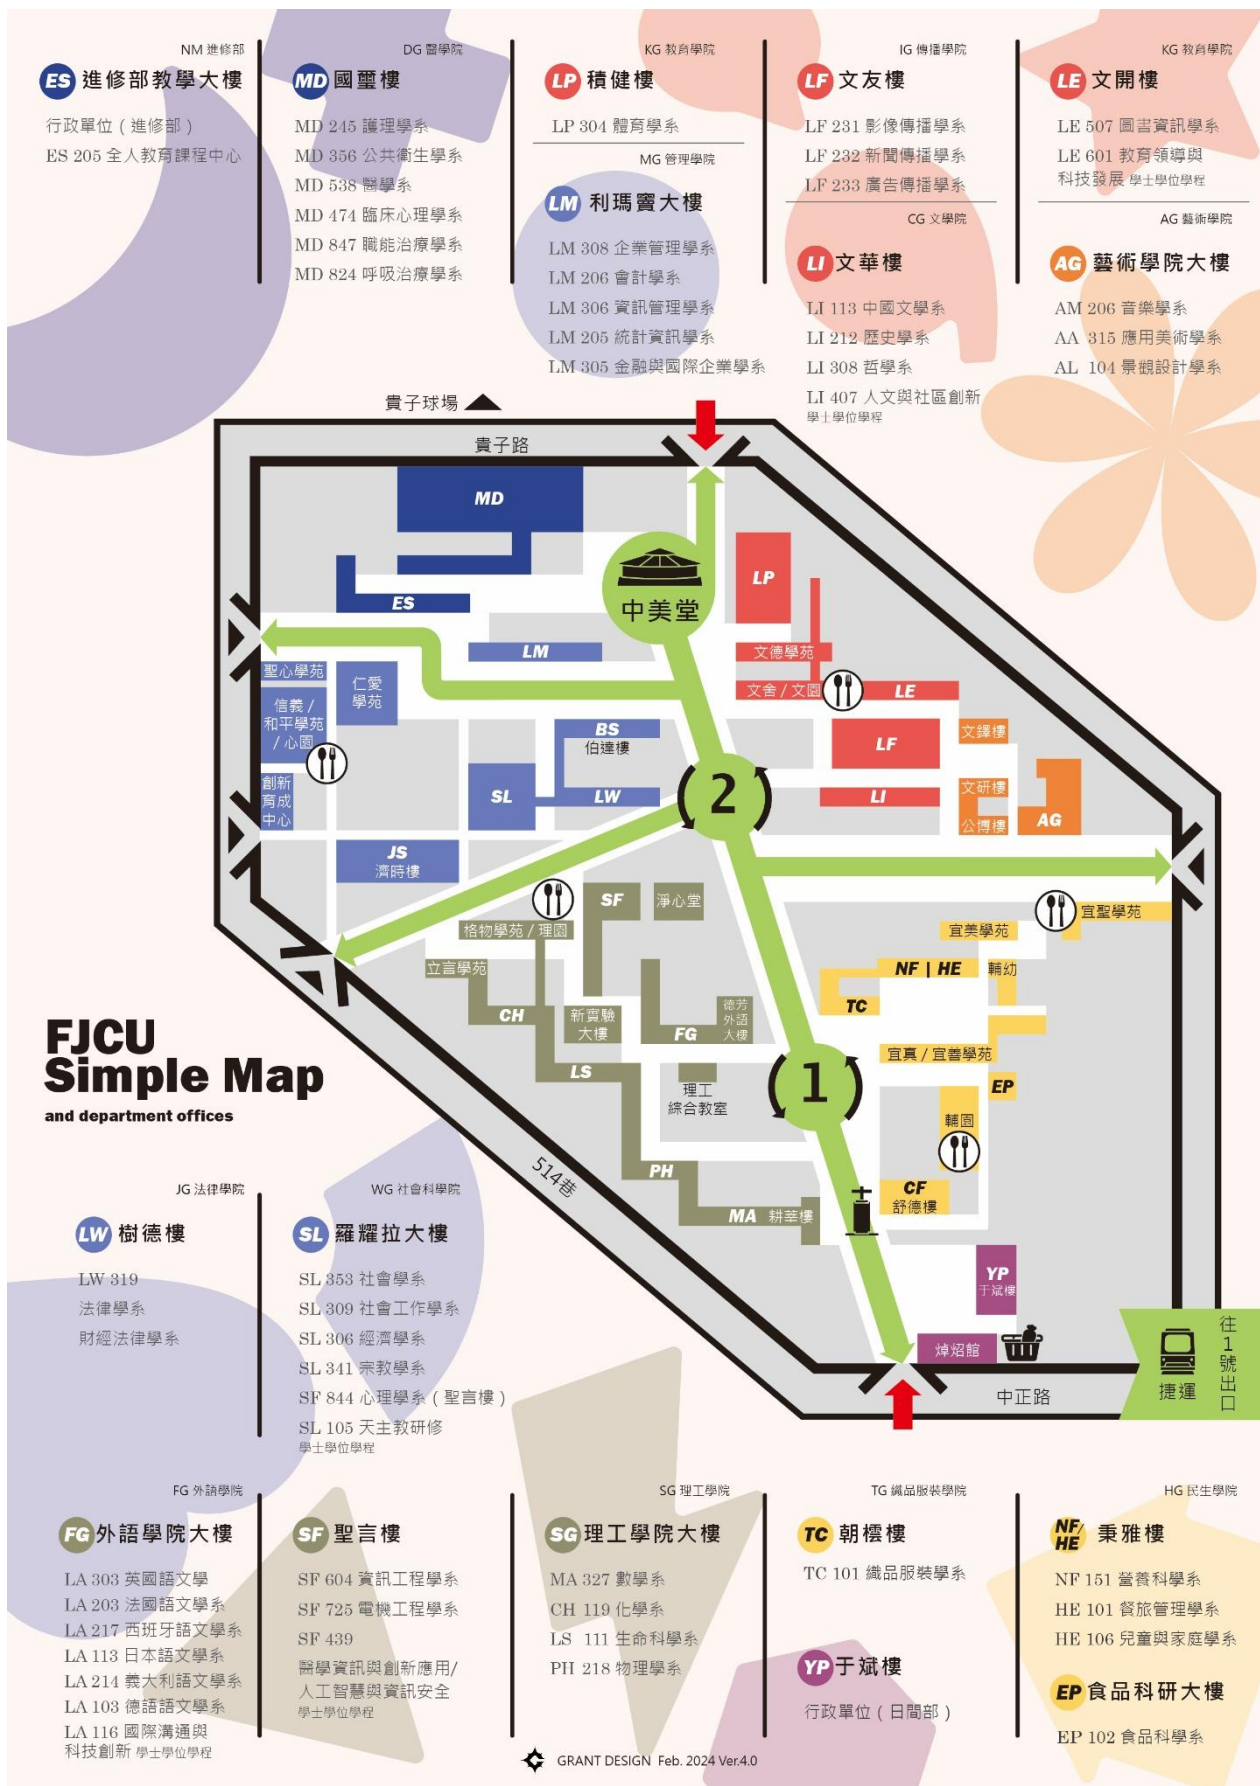 NM 進修部
ES 進修部教學大樓
行政單位 ( 進修部 )
ES 205 全人教育課程中心
DG 醫學院
MD 國璽樓
MD 245 護理學系
MD 356 公共衛生學系
MD 538 醫學系
MD 474 臨床心理學系
MD 847 職能治療學系
MD 824 呼吸治療學系
KG 教育學院
LP 積健樓
LP 304 體育學系
MG 管理學院
LM 利瑪竇大樓
LM 308 企業管理學系
LM 206 會計學系
LM 306 資訊管理學系
LM 205 統計資訊學系
LM 305 金融與國際企業學系
IG 傳播學院
LF 文友樓
LF 231 影像傳播學系
LF 232 新聞傳播學系
LF 233 廣告傳播學系
CG 文學院
LI 文華樓
LI 113 中國文學系
LI 212 歷史學系
LI 308 哲學系
LI 407 人文與社區創新
學士學位學程
KG 教育學院
LE 文開樓
LE 507 圖書資訊學系
LE 601 教育領導與
科技發展 學士學位學程
AG 藝術學院
AG 藝術學院大樓
AM 206 音樂學系
AA 315 應用美術學系
AL 104 景觀設計學系
貴子球場
貴子路
MD
ES
中美堂
LP
LM
文德學苑
聖心學苑
仁愛
學苑
信義 /
和平學苑
/ 心園
文舍 / 文園
LE
BS
伯達樓
LF
文鐸樓
創新
育成
中心
SL
LW
2
LI
文研樓
公博樓
AG
JS
濟時樓
SF
淨心堂
宜聖學苑
格物學苑 / 理園
宜美學苑
立言學苑
NF | HE
輔幼
CH
新實驗
大樓
FG
德芳
外語
大樓
TC
LS
理工
綜合教室
1
宜真 / 宜善學苑
EP
輔園
PH
514巷
CF
舒德樓
MA
耕莘樓
YP
于斌樓
焯炤館
中正路
捷運
往1號出口
FJCU
Simple Map
and department offices
JG 法律學院
LW 樹德樓
LW 319
法律學系
財經法律學系
WG 社會科學院
SL 羅耀拉大樓
SL 353 社會學系
SL 309 社會工作學系
SL 306 經濟學系
SL 341 宗教學系
SF 844 心理學系 ( 聖言樓 )
SL 105 天主教研修
學士學位學程
FG 外語學院
FG 外語學院大樓
LA 303 英國語文學
LA 203 法國語文學系
LA 217 西班牙語文學系
LA 113 日本語文學系
LA 214 義大利語文學系
LA 103 德語語文學系
LA 116 國際溝通與
科技創新 學士學位學程
SF 聖言樓
SF 604 資訊工程學系
SF 725 電機工程學系
SF 439
醫學資訊與創新應用/
人工智慧與資訊安全
學士學位學程
SG 理工學院
SG 理工學院大樓
MA 327 數學系
CH 119 化學系
LS 111 生命科學系
PH 218 物理學系
TG 織品服裝學院
TC 朝橒樓
TC 101 織品服裝學系
YP 于斌樓
行政單位 ( 日間部 )
HG 民生學院
NF/
HE 秉雅樓
NF 151 營養科學系
HE 101 餐旅管理學系
HE 106 兒童與家庭學系
EP 食品科研大樓
EP 102 食品科學系
GRANT DESIGN Feb. 2024 Ver.4.0